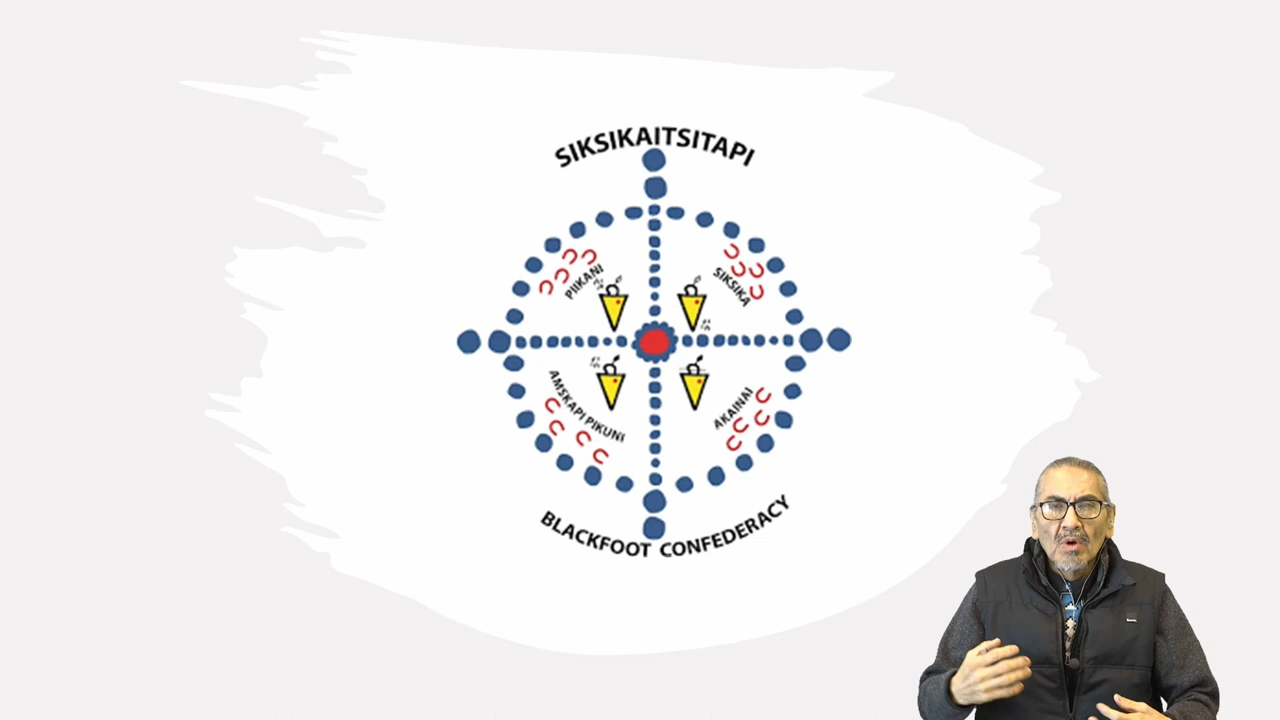 SIKSIKAITSITAPI
PIIKANI
SIKSIKA
AMSKAPI PIKUNI
AKAINAI
BLACKFOOT CONFEDERACY